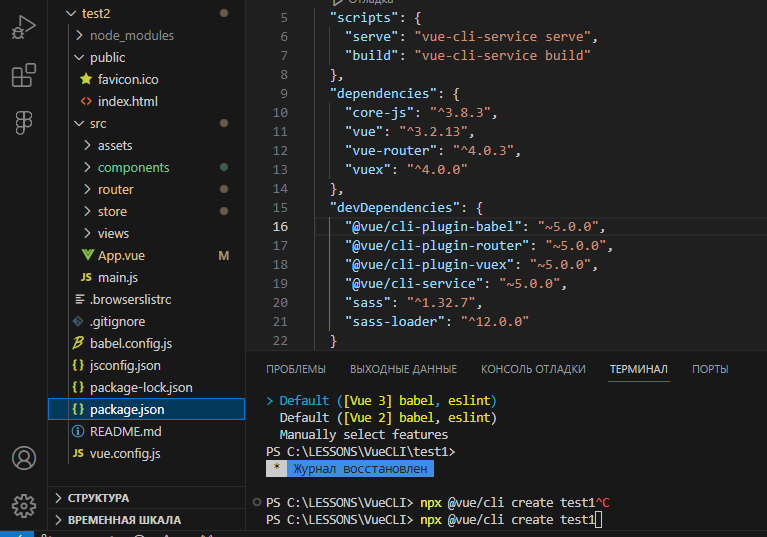 test2
node_modules
public
favicon.ico
index.html
src
assets
components
router
store
views
App.vue M
main.js
.browserslistrc
.gitignore
babel.config.js
jsconfig.json
package-lock.json
package.json
README.md
vue.config.js
СТРУКТУРА
ВРЕМЕННАЯ ШКАЛА
Отладка
5 "scripts": {
6 "serve": "vue-cli-service serve",
7 "build": "vue-cli-service build"
8 },
9 "dependencies": {
10 "core-js": "^3.8.3",
11 "vue": "^3.2.13",
12 "vue-router": "^4.0.3",
13 "vuex": "^4.0.0"
14 },
15 "devDependencies": {
16 "@vue/cli-plugin-babel": "~5.0.0",
17 "@vue/cli-plugin-router": "~5.0.0",
18 "@vue/cli-plugin-vuex": "~5.0.0",
19 "@vue/cli-service": "~5.0.0",
20 "sass": "^1.32.7",
21 "sass-loader": "^12.0.0"
22 }
ПРОБЛЕМЫ ВЫХОДНЫЕ ДАННЫЕ КОНСОЛЬ ОТЛАДКИ ТЕРМИНАЛ ПОРТЫ
> Default ([Vue 3] babel, eslint)
Default ([Vue 2] babel, eslint)
Manually select features
PS C:\LESSONS\VueCLI\test1>
* Журнал восстановлен
PS C:\LESSONS\VueCLI> npx @vue/cli create test1^C
PS C:\LESSONS\VueCLI> npx @vue/cli create test1